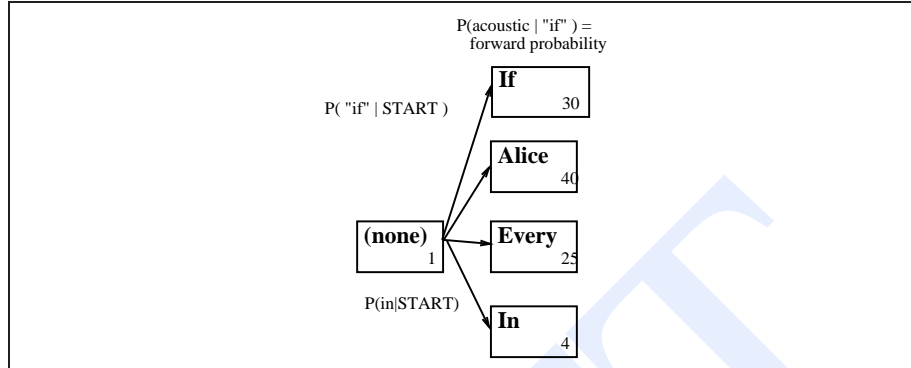 P(acoustic | "if" ) =
forward probability
If
30
P( "if" | START )
Alice
40
(none)
1
Every
25
P(in|START)
In
4